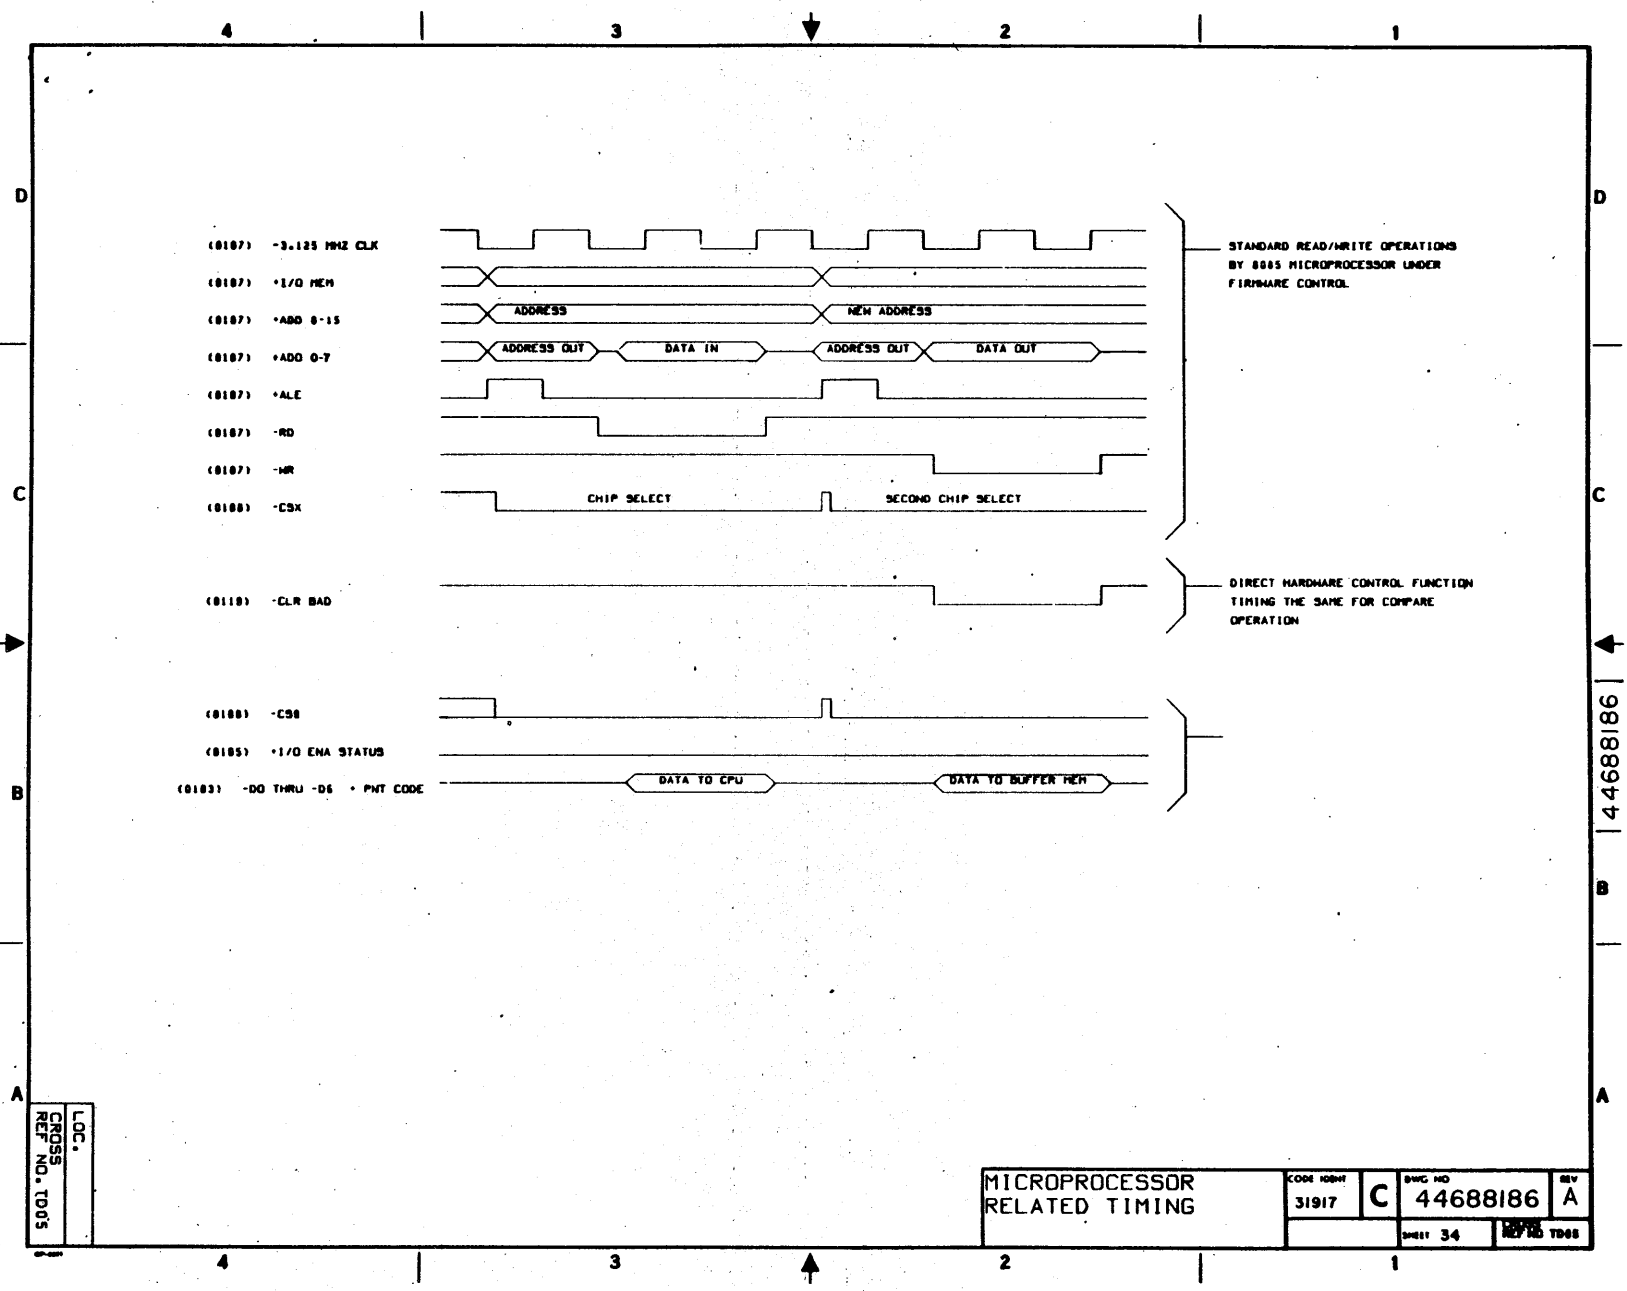 4 3 2 1
D D
(0107) -3.125 MHZ CLK
STANDARD READ/WRITE OPERATIONS
BY 8085 MICROPROCESSOR UNDER
FIRMWARE CONTROL
(0107) +I/O MEM
(0107) +ADD 8-15 ADDRESS NEW ADDRESS
(0107) +ADD 0-7 ADDRESS OUT DATA IN ADDRESS OUT DATA OUT
(0107) +ALE
(0107) -RD
(0107) -WR
C C
(0108) -CSX CHIP SELECT SECOND CHIP SELECT
(0110) -CLR BAD
DIRECT HARDWARE CONTROL FUNCTION
TIMING THE SAME FOR COMPARE
OPERATION
(0108) -CS0
(0105) +I/O ENA STATUS
(0103) -D0 THRU -D6 + PNT CODE DATA TO CPU DATA TO BUFFER MEM
44688186
B B
A A
LOC.
CROSS
REF NO. TD05
MICROPROCESSOR
RELATED TIMING
CODE IDENT
31917
C
DWG NO
44688186
REV
A
SHEET 34
REF NO TD05
4 3 2 1